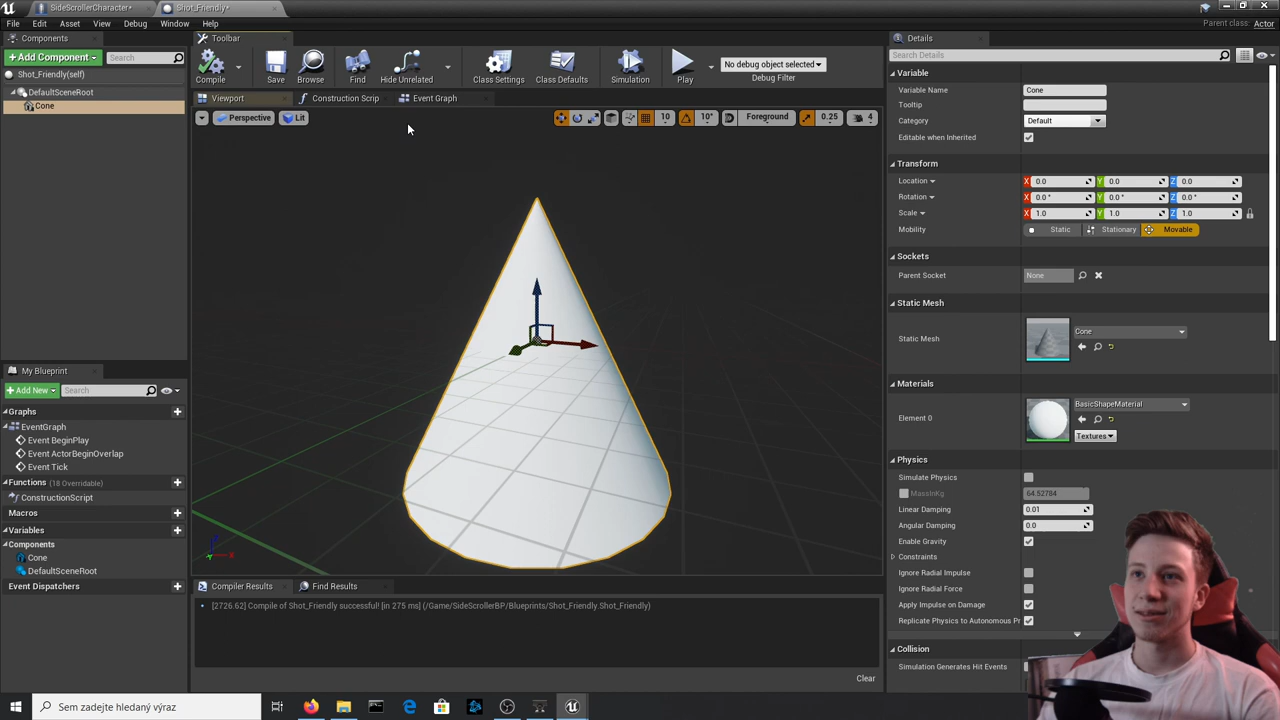 SideScrollerCharacter*
Shot_Friendly*
File
Edit
Asset
View
Debug
Window
Help
Parent class: Actor
Components
Toolbar
Details
+ Add Component
Search
Compile
Save
Browse
Find
Hide Unrelated
Class Settings
Class Defaults
Simulation
Play
No debug object selected
Debug Filter
Search Details
Shot_Friendly(self)
DefaultSceneRoot
Cone
Viewport
Construction Scrip
Event Graph
Perspective
Lit
10
10°
Foreground
0.25
4
Variable
Variable Name
Cone
Tooltip
Category
Default
Editable when Inherited
Transform
Location
X 0.0
Y 0.0
Z 0.0
Rotation
X 0.0 °
Y 0.0 °
Z 0.0 °
Scale
X 1.0
Y 1.0
Z 1.0
Mobility
Static
Stationary
Movable
Sockets
Parent Socket
None
Static Mesh
Static Mesh
Cone
Materials
Element 0
BasicShapeMaterial
Textures
Physics
Simulate Physics
MassInKg
64.52784
Linear Damping
0.01
Angular Damping
0.0
Enable Gravity
Constraints
Ignore Radial Impulse
Ignore Radial Force
Apply Impulse on Damage
Replicate Physics to Autonomous Pr
Collision
Simulation Generates Hit Events
My Blueprint
+ Add New
Search
Graphs
EventGraph
Event BeginPlay
Event ActorBeginOverlap
Event Tick
Functions (18 Overridable)
ConstructionScript
Macros
Variables
Components
Cone
DefaultSceneRoot
Event Dispatchers
Compiler Results
Find Results
[2726.62] Compile of Shot_Friendly successful! [in 275 ms] (/Game/SideScrollerBP/Blueprints/Shot_Friendly.Shot_Friendly)
Clear
Sem zadejte hledaný výraz